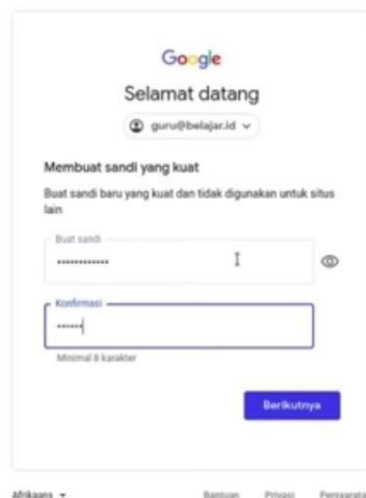 Google
Selamat datang
guru@belajar.id
Membuat sandi yang kuat
Buat sandi baru yang kuat dan tidak digunakan untuk situs
lain
Buat sandi
••••••••••••
Konfirmasi
••••••
Minimal 8 karakter
Berikutnya
Afrikaans
Bantuan Privasi Persyaratan